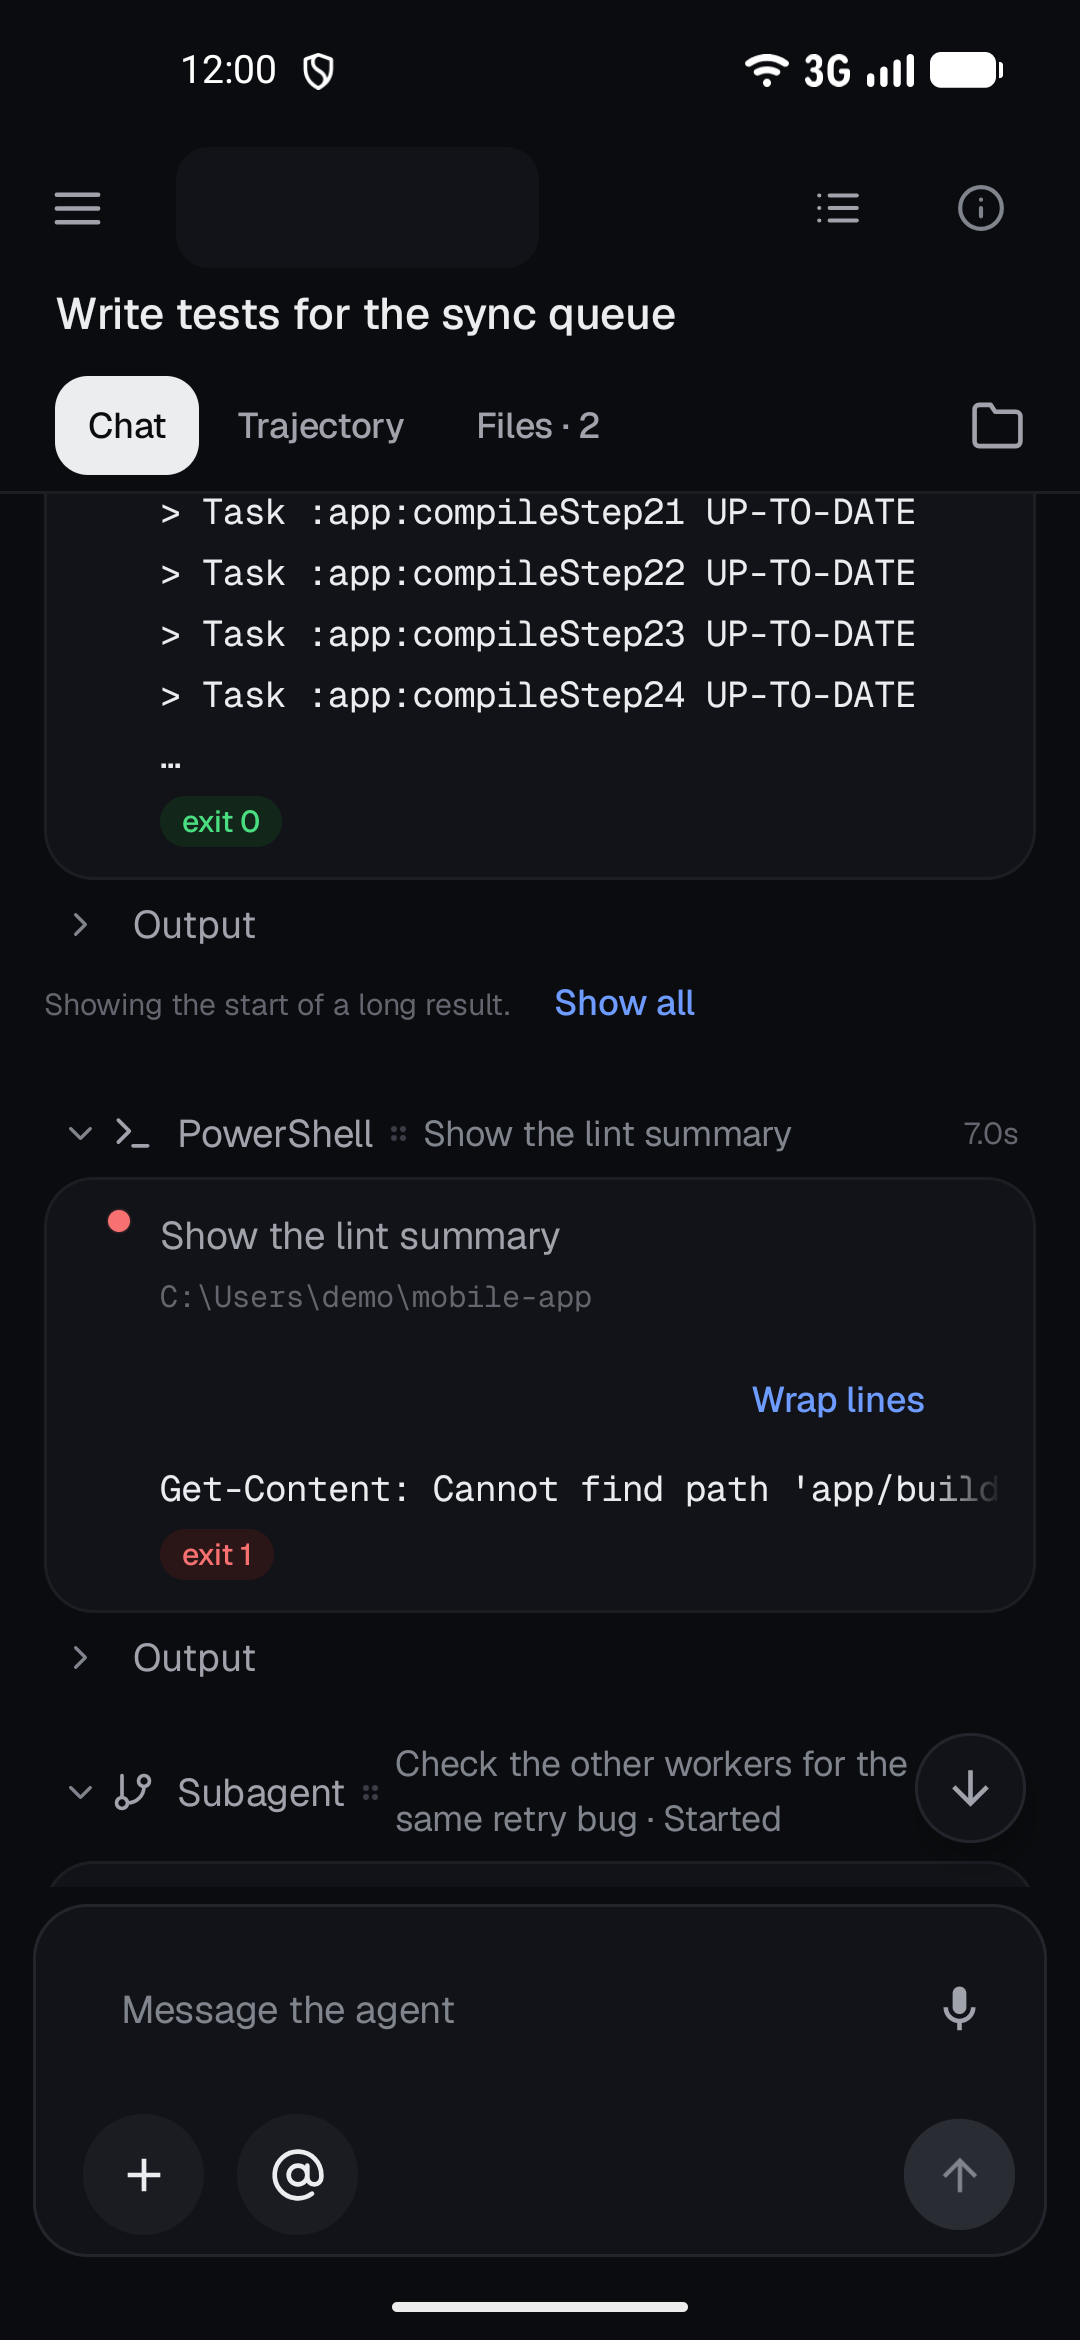 12:00
3G
Write tests for the sync queue
Chat
Trajectory
Files · 2
> Task :app:compileStep21 UP-TO-DATE
> Task :app:compileStep22 UP-TO-DATE
> Task :app:compileStep23 UP-TO-DATE
> Task :app:compileStep24 UP-TO-DATE
…
exit 0
Output
Showing the start of a long result. Show all
PowerShell Show the lint summary 7.0s
Show the lint summary
C:\Users\demo\mobile-app
Wrap lines
Get-Content: Cannot find path 'app/build
exit 1
Output
Subagent
Check the other workers for the
same retry bug · Started
Message the agent